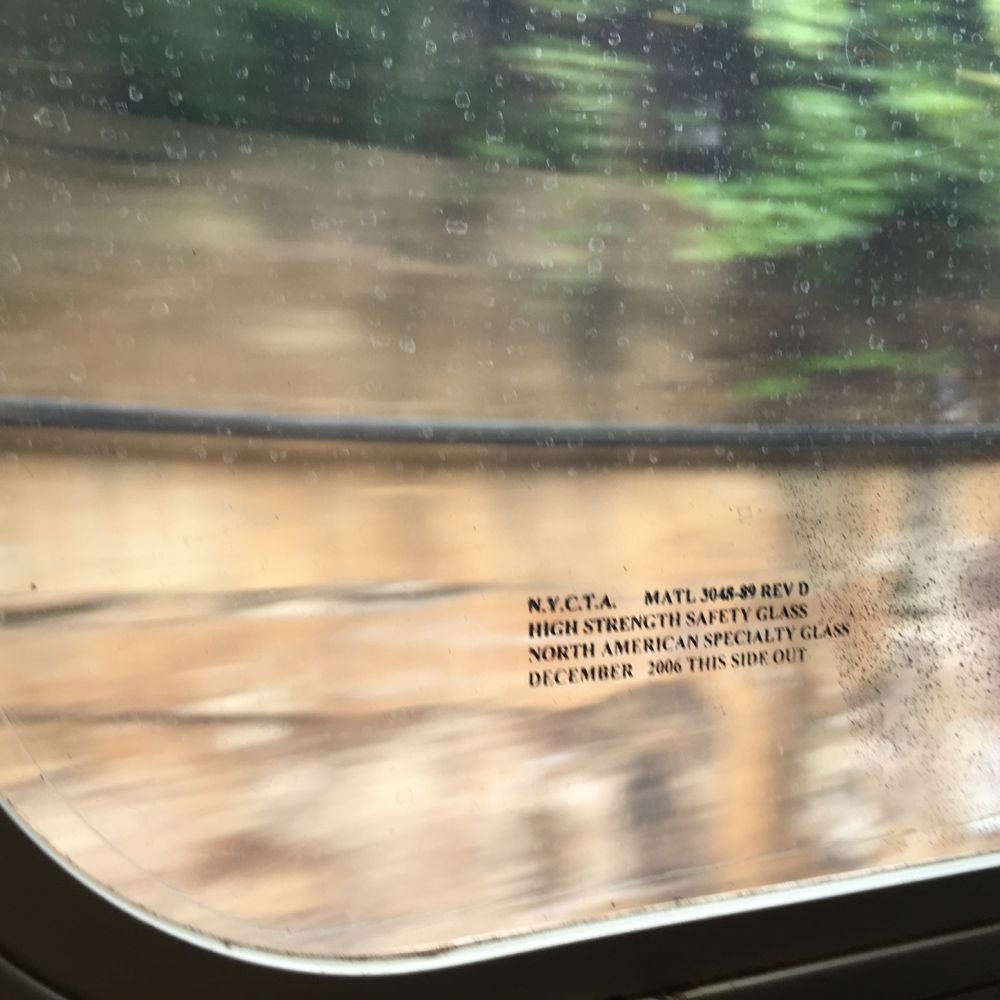 N.Y.C.T.A. MATL 3048-89 REV D
HIGH STRENGTH SAFETY GLASS
NORTH AMERICAN SPECIALTY GLASS
DECEMBER 2006 THIS SIDE OUT